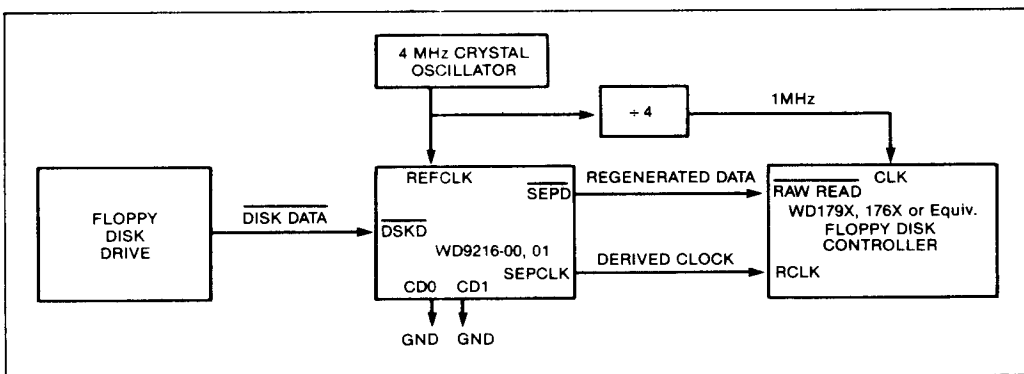 4 MHz CRYSTAL
OSCILLATOR
÷ 4
1MHz
FLOPPY
DISK
DRIVE
DISK DATA
REFCLK
SEPD
DSKD
WD9216-00, 01
SEPCLK
CD0 CD1
GND GND
REGENERATED DATA
DERIVED CLOCK
CLK
RAW READ
WD179X, 176X or Equiv.
FLOPPY DISK
CONTROLLER
RCLK